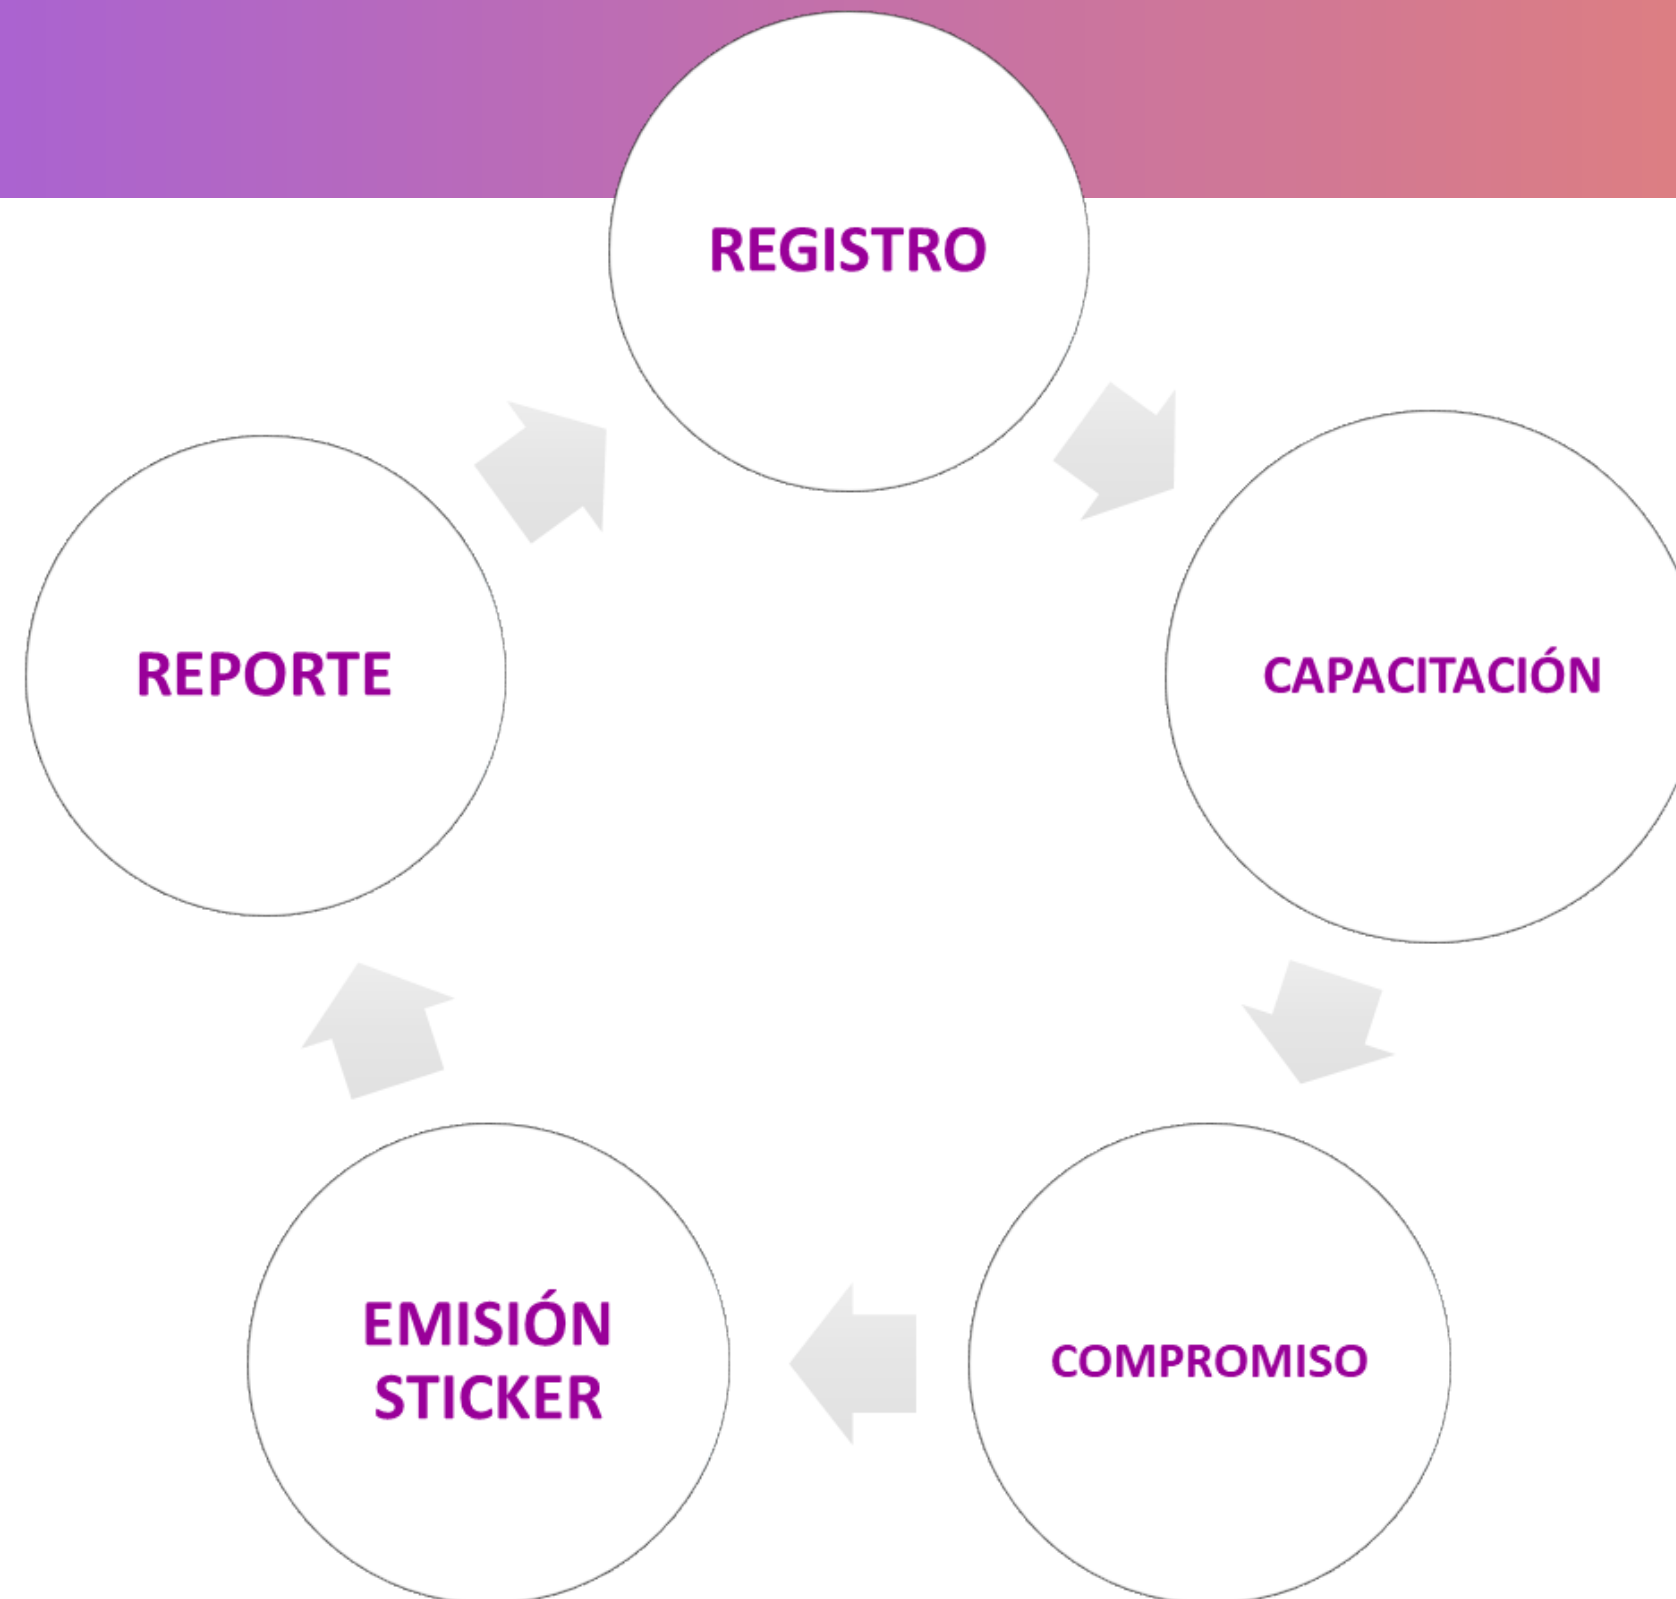 REGISTRO
CAPACITACIÓN
COMPROMISO
EMISIÓN
STICKER
REPORTE